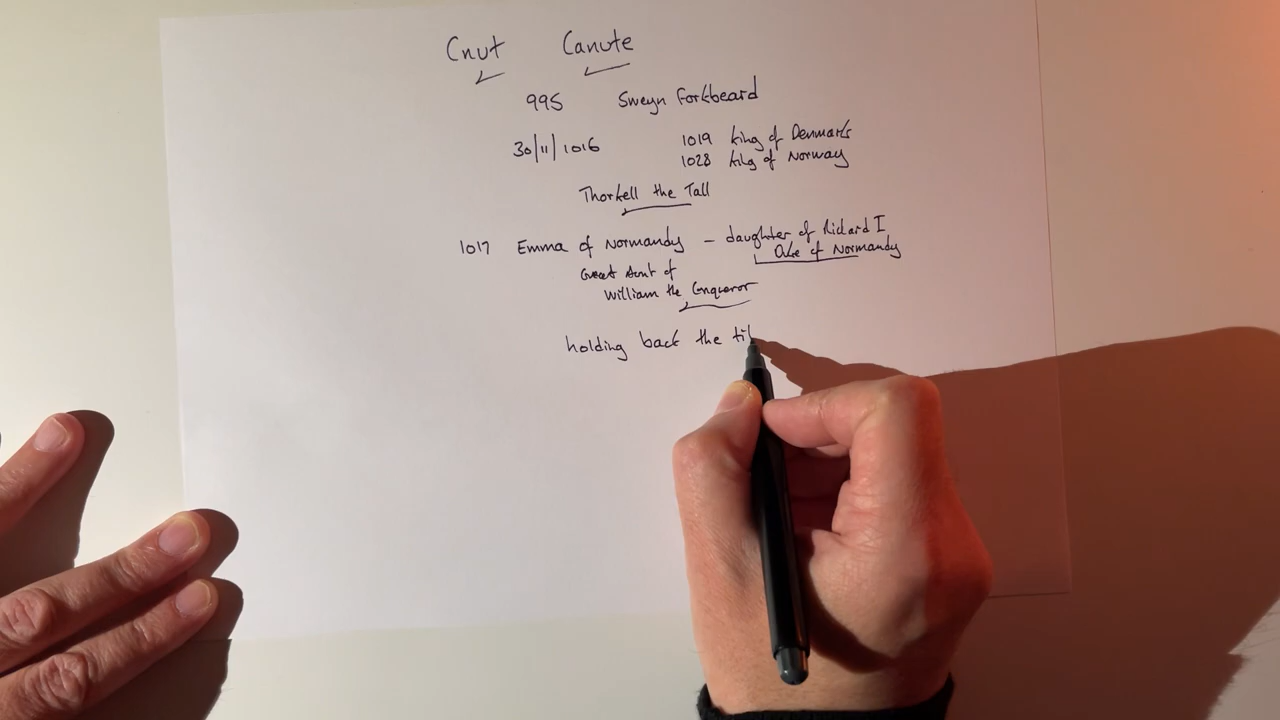 Cnut Canute
995 Sweyn Forkbeard
30/11/1016 1019 king of Denmark
1028 king of Norway
Thorkell the Tall
1017 Emma of Normandy – daughter of Richard I
Duke of Normandy
Great Aunt of
William the Conqueror
holding back the ti